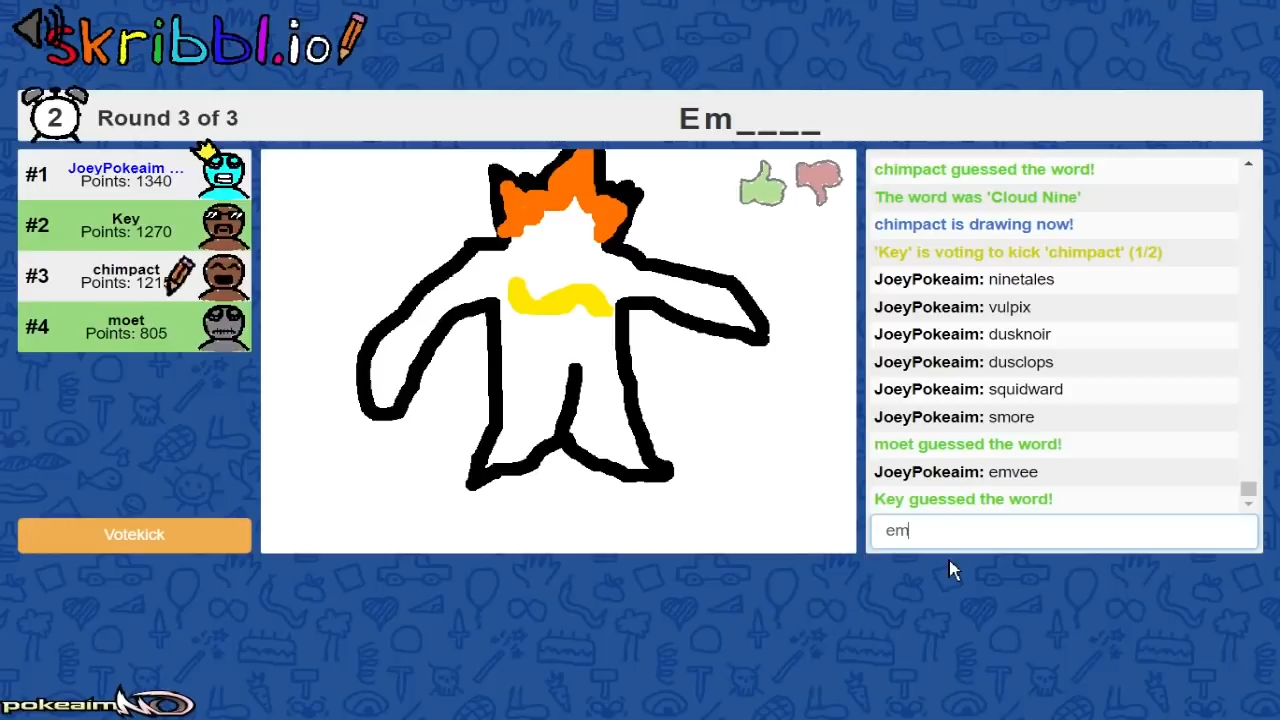 skribbl.io
2
Round 3 of 3
Em____
#1
JoeyPokeaim ...
Points: 1340
#2
Key
Points: 1270
#3
chimpact
Points: 1215
#4
moet
Points: 805
Votekick
chimpact guessed the word!
The word was 'Cloud Nine'
chimpact is drawing now!
'Key' is voting to kick 'chimpact' (1/2)
JoeyPokeaim: ninetales
JoeyPokeaim: vulpix
JoeyPokeaim: dusknoir
JoeyPokeaim: dusclops
JoeyPokeaim: squidward
JoeyPokeaim: smore
moet guessed the word!
JoeyPokeaim: emvee
Key guessed the word!
em
pokeaim